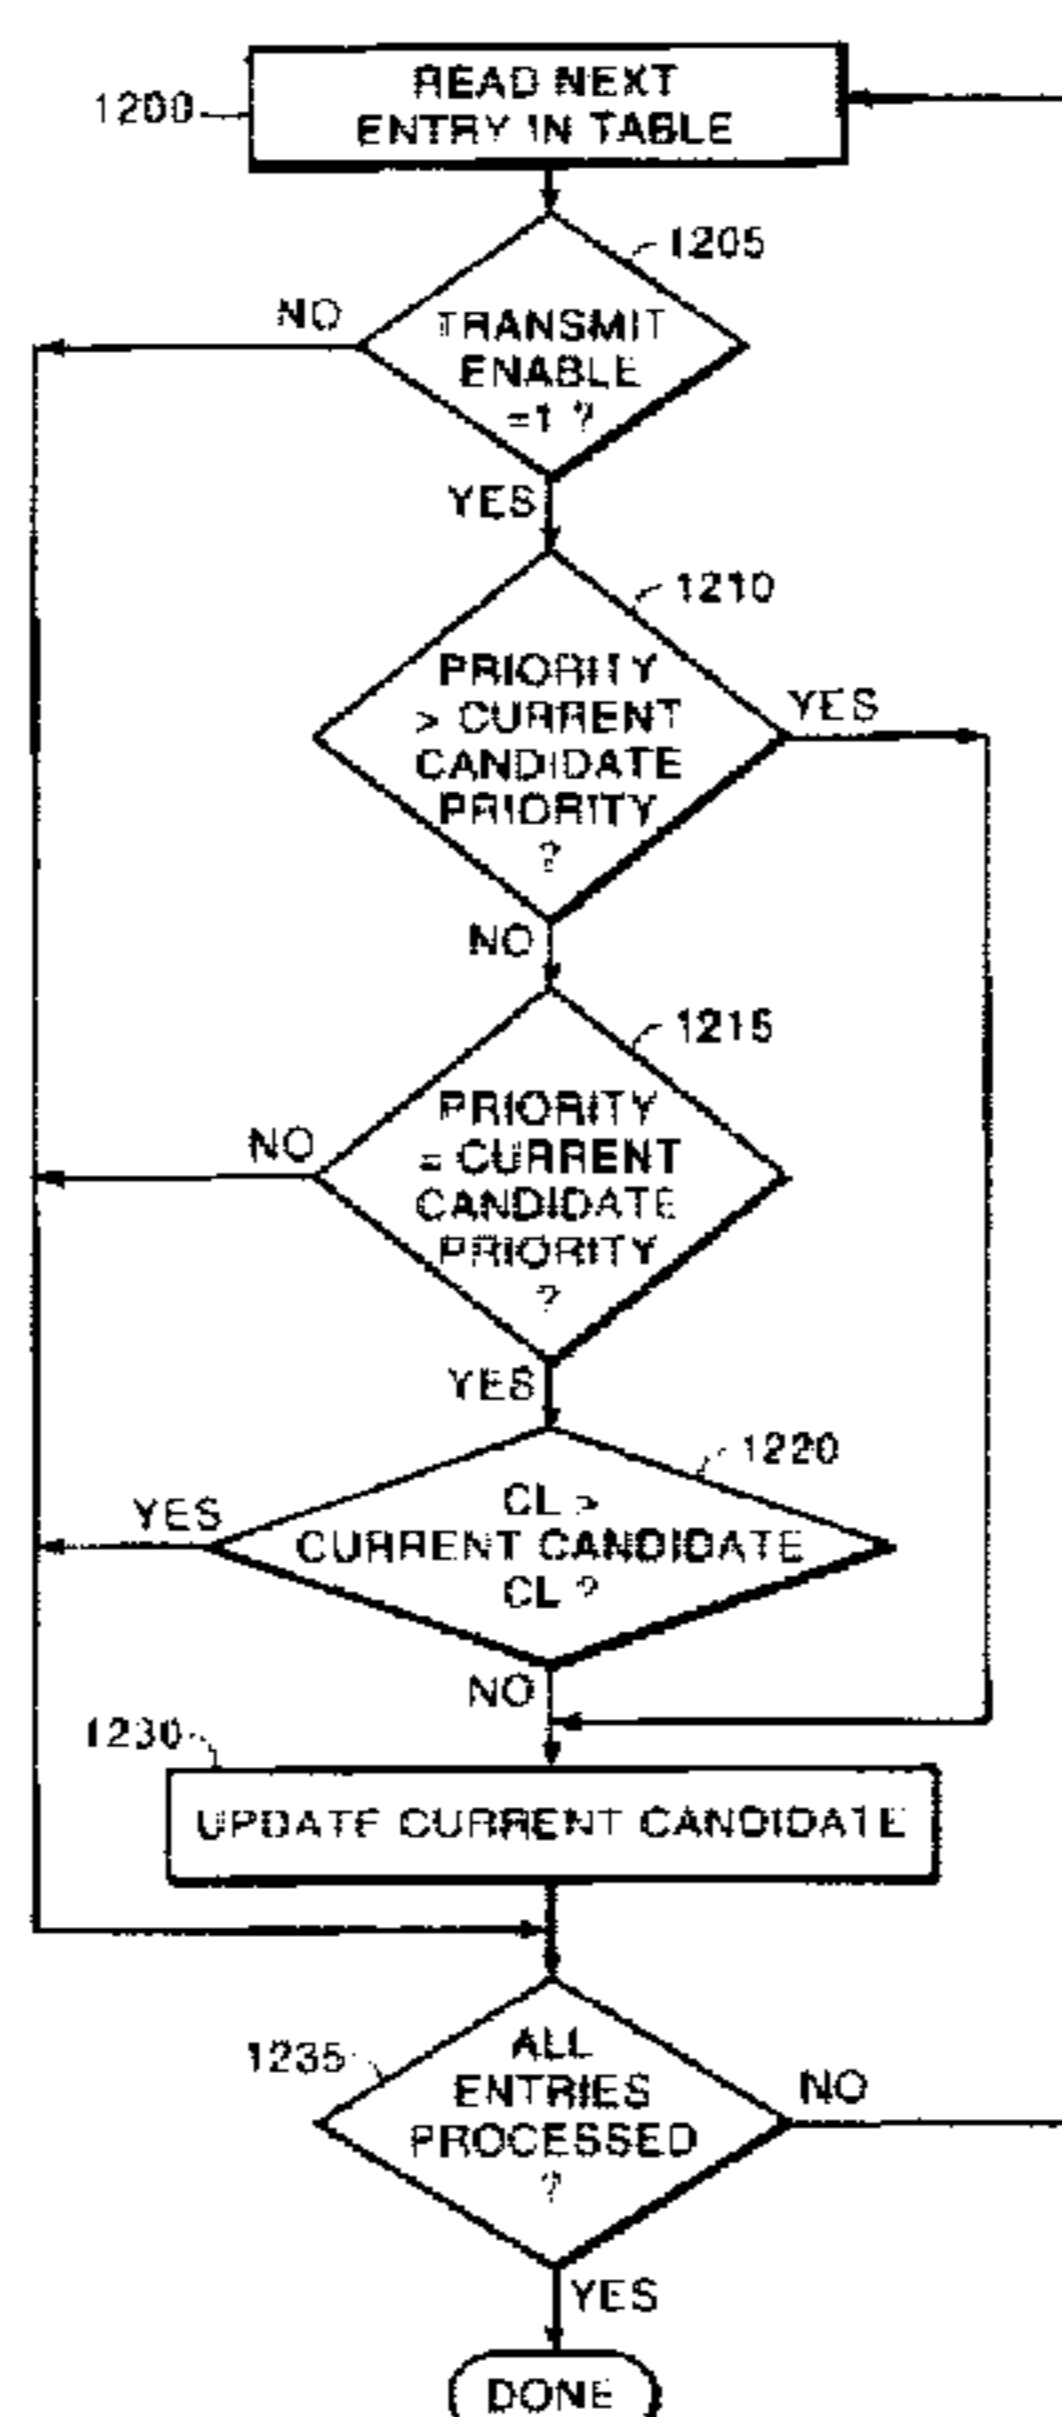 READ NEXT
ENTRY IN TABLE
1200
1205
NO
TRANSMIT
ENABLE
=1 ?
YES
1210
PRIORITY
> CURRENT
CANDIDATE
PRIORITY
?
YES
NO
1215
PRIORITY
= CURRENT
CANDIDATE
PRIORITY
?
NO
YES
1220
CL >
CURRENT CANDIDATE
CL ?
YES
NO
1230
UPDATE CURRENT CANDIDATE
1235
ALL
ENTRIES
PROCESSED
?
NO
YES
DONE